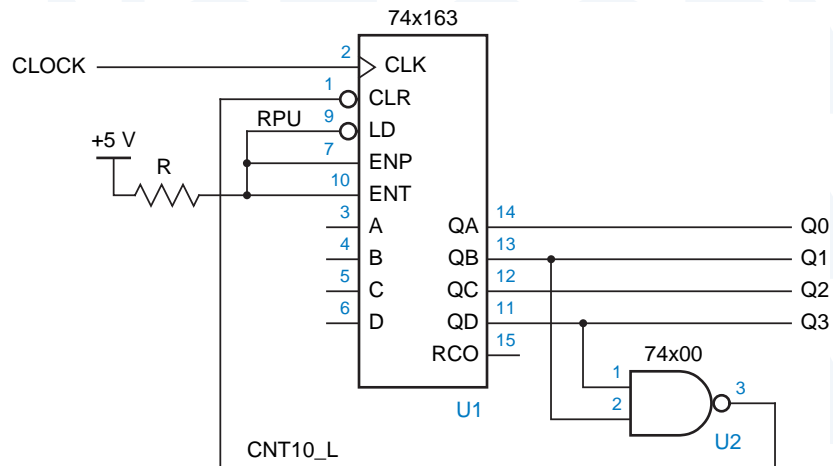 74x163
CLOCK
2
CLK
1
CLR
RPU
9
LD
+5 V
R
7
ENP
10
ENT
3
A
4
B
5
C
6
D
QA
14
Q0
QB
13
Q1
QC
12
Q2
QD
11
Q3
RCO
15
74x00
1
2
3
U1
U2
CNT10_L